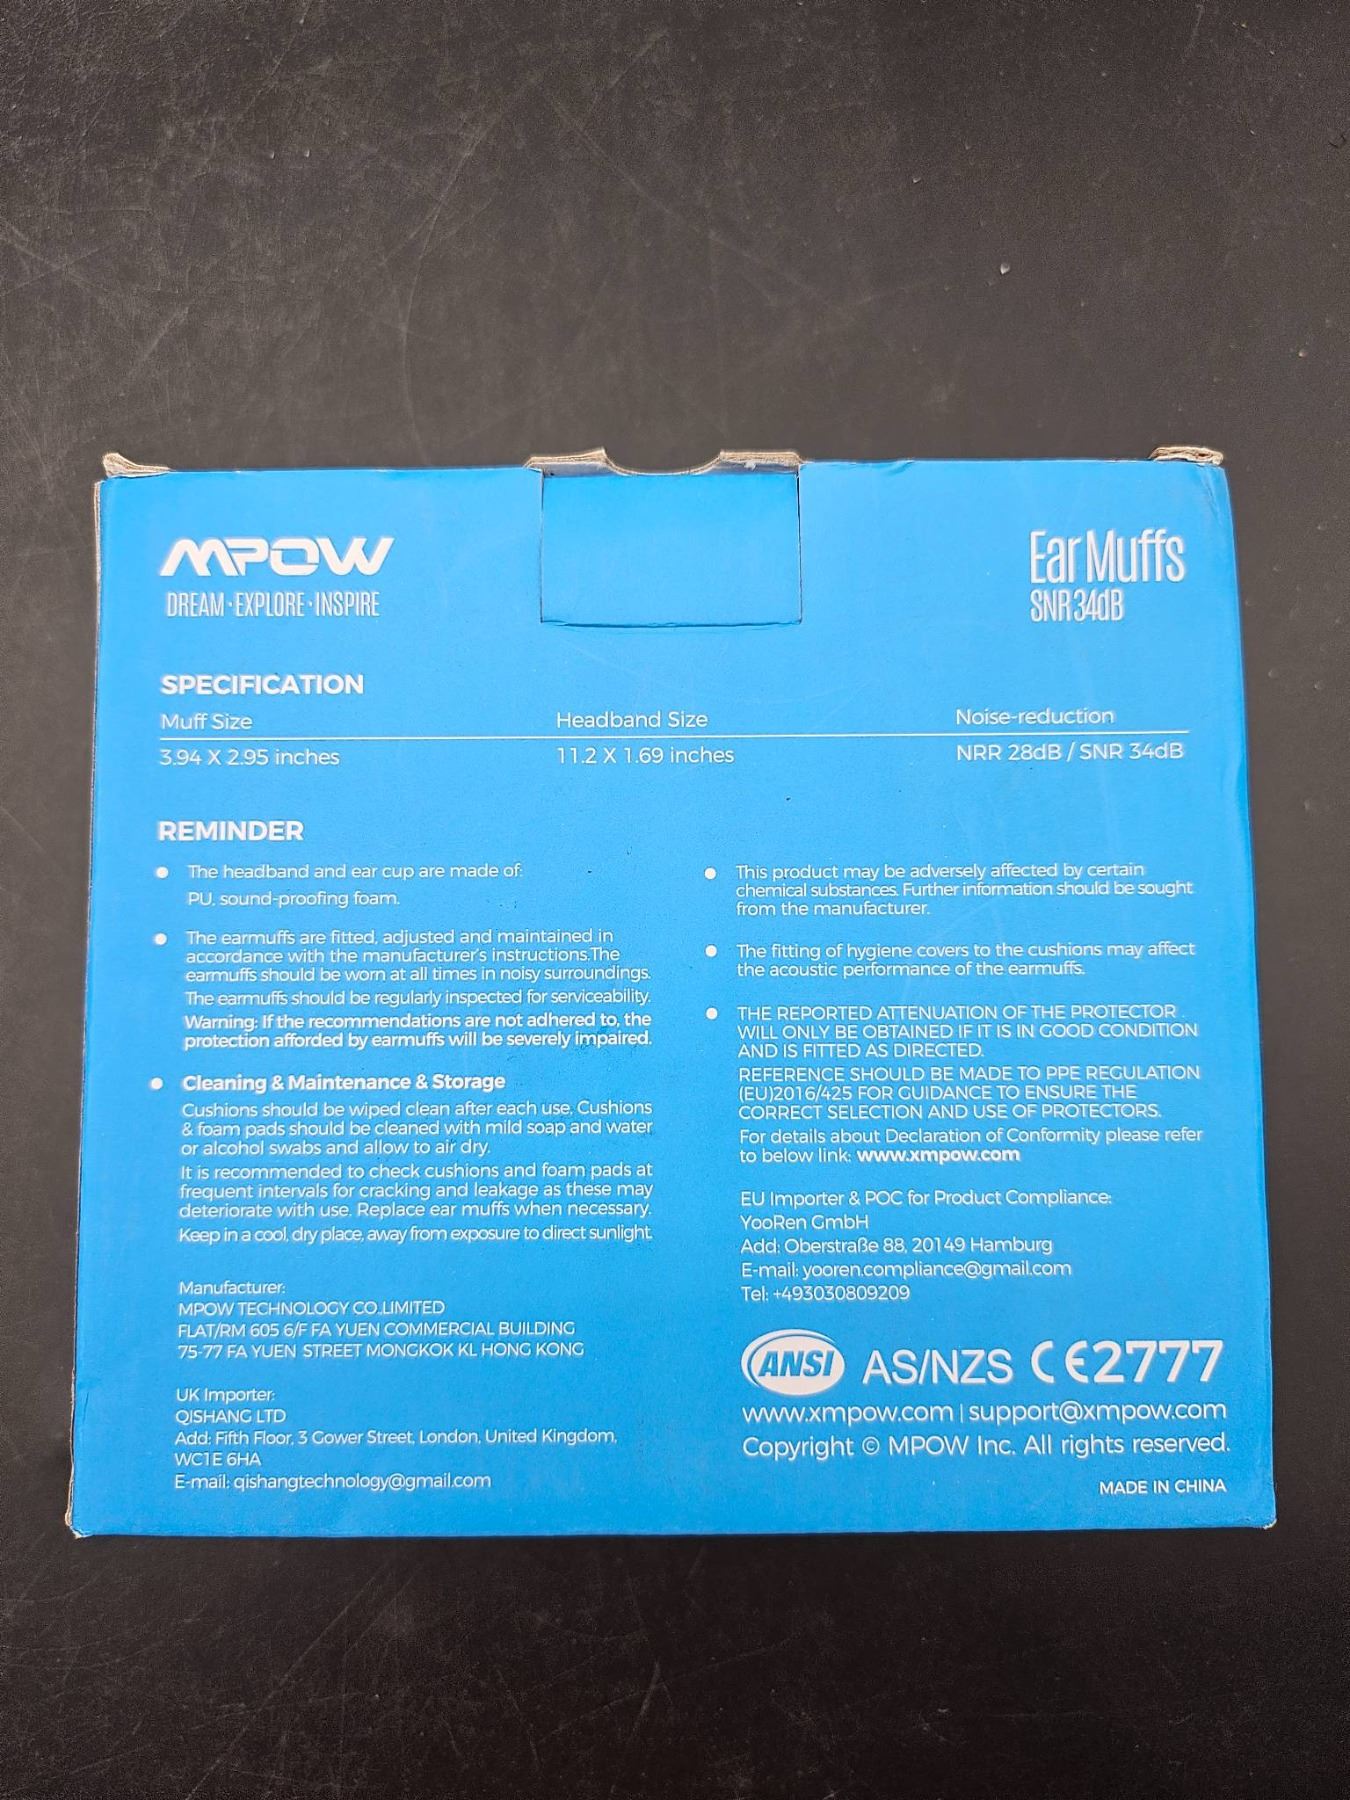 MPOW
DREAM·EXPLORE·INSPIRE
Ear Muffs
SNR 34dB
SPECIFICATION
Muff Size Headband Size Noise-reduction
3.94 X 2.95 inches 11.2 X 1.69 inches NRR 28dB / SNR 34dB
REMINDER
The headband and ear cup are made of:
PU, sound-proofing foam.
The earmuffs are fitted, adjusted and maintained in
accordance with the manufacturer's instructions.The
earmuffs should be worn at all times in noisy surroundings.
The earmuffs should be regularly inspected for serviceability.
Warning: If the recommendations are not adhered to, the
protection afforded by earmuffs will be severely impaired.
Cleaning & Maintenance & Storage
Cushions should be wiped clean after each use. Cushions
& foam pads should be cleaned with mild soap and water
or alcohol swabs and allow to air dry.
It is recommended to check cushions and foam pads at
frequent intervals for cracking and leakage as these may
deteriorate with use. Replace ear muffs when necessary.
Keep in a cool, dry place, away from exposure to direct sunlight.
Manufacturer:
MPOW TECHNOLOGY CO.,LIMITED
FLAT/RM 605 6/F FA YUEN COMMERCIAL BUILDING
75-77 FA YUEN STREET MONGKOK KL HONG KONG
UK Importer:
QISHANG LTD
Add: Fifth Floor, 3 Gower Street, London, United Kingdom,
WC1E 6HA
E-mail: qishangtechnology@gmail.com
This product may be adversely affected by certain
chemical substances. Further information should be sought
from the manufacturer.
The fitting of hygiene covers to the cushions may affect
the acoustic performance of the earmuffs.
THE REPORTED ATTENUATION OF THE PROTECTOR .
WILL ONLY BE OBTAINED IF IT IS IN GOOD CONDITION
AND IS FITTED AS DIRECTED.
REFERENCE SHOULD BE MADE TO PPE REGULATION
(EU)2016/425 FOR GUIDANCE TO ENSURE THE
CORRECT SELECTION AND USE OF PROTECTORS.
For details about Declaration of Conformity please refer
to below link: www.xmpow.com
EU Importer & POC for Product Compliance:
YooRen GmbH
Add: Oberstraße 88, 20149 Hamburg
E-mail: yooren.compliance@gmail.com
Tel: +493030809209
ANSI AS/NZS CE2777
www.xmpow.com | support@xmpow.com
Copyright © MPOW Inc. All rights reserved.
MADE IN CHINA